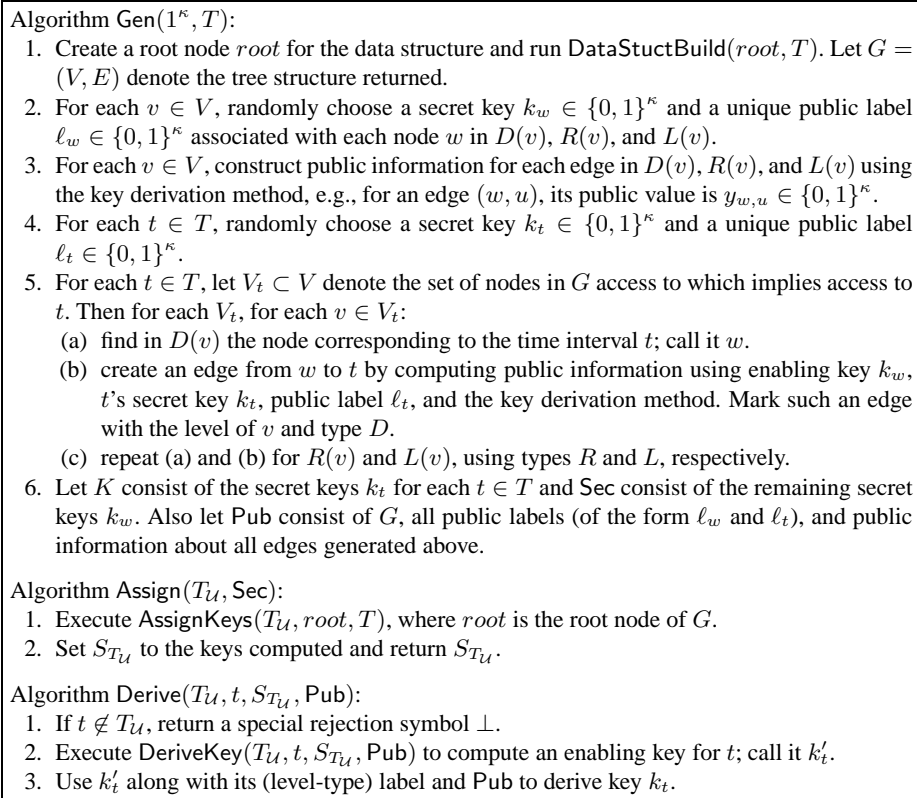 Algorithm Gen(1^κ, T):
1. Create a root node root for the data structure and run DataStuctBuild(root, T). Let G =
(V, E) denote the tree structure returned.
2. For each v ∈ V, randomly choose a secret key k_w ∈ {0, 1}^κ and a unique public label
ℓ_w ∈ {0, 1}^κ associated with each node w in D(v), R(v), and L(v).
3. For each v ∈ V, construct public information for each edge in D(v), R(v), and L(v) using
the key derivation method, e.g., for an edge (w, u), its public value is y_{w,u} ∈ {0, 1}^κ.
4. For each t ∈ T, randomly choose a secret key k_t ∈ {0, 1}^κ and a unique public label
ℓ_t ∈ {0, 1}^κ.
5. For each t ∈ T, let V_t ⊂ V denote the set of nodes in G access to which implies access to
t. Then for each V_t, for each v ∈ V_t:
(a) find in D(v) the node corresponding to the time interval t; call it w.
(b) create an edge from w to t by computing public information using enabling key k_w,
t's secret key k_t, public label ℓ_t, and the key derivation method. Mark such an edge
with the level of v and type D.
(c) repeat (a) and (b) for R(v) and L(v), using types R and L, respectively.
6. Let K consist of the secret keys k_t for each t ∈ T and Sec consist of the remaining secret
keys k_w. Also let Pub consist of G, all public labels (of the form ℓ_w and ℓ_t), and public
information about all edges generated above.
Algorithm Assign(T_𝒰, Sec):
1. Execute AssignKeys(T_𝒰, root, T), where root is the root node of G.
2. Set S_{T_𝒰} to the keys computed and return S_{T_𝒰}.
Algorithm Derive(T_𝒰, t, S_{T_𝒰}, Pub):
1. If t ∉ T_𝒰, return a special rejection symbol ⊥.
2. Execute DeriveKey(T_𝒰, t, S_{T_𝒰}, Pub) to compute an enabling key for t; call it k'_t.
3. Use k'_t along with its (level-type) label and Pub to derive key k_t.